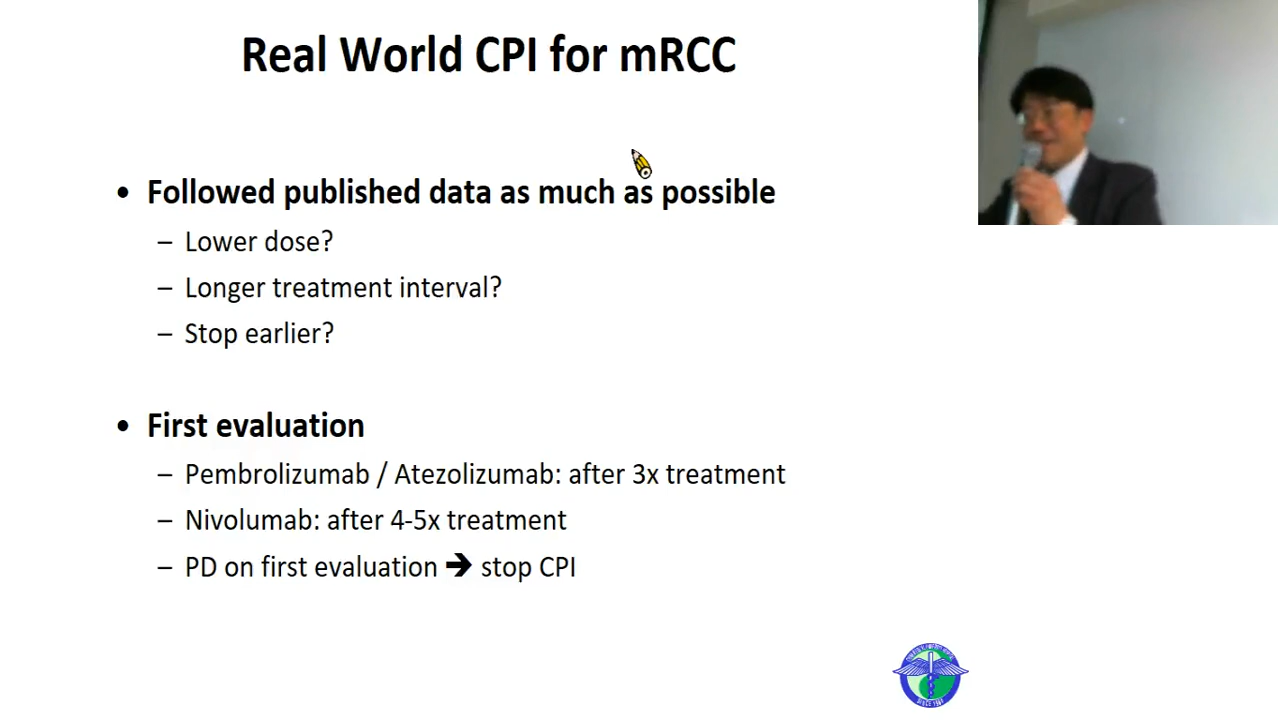 Real World CPI for mRCC
• Followed published data as much as possible
– Lower dose?
– Longer treatment interval?
– Stop earlier?
• First evaluation
– Pembrolizumab / Atezolizumab: after 3x treatment
– Nivolumab: after 4-5x treatment
– PD on first evaluation ➔ stop CPI